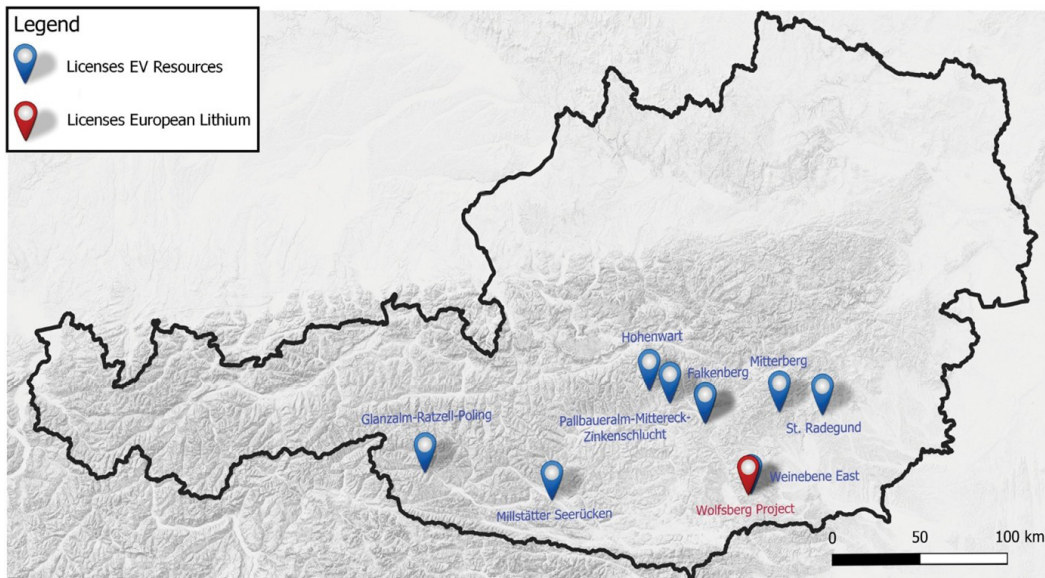 Legend
Licenses EV Resources
Licenses European Lithium
Hohenwart
Mitterberg
Falkenberg
Glanzalm-Ratzell-Poling
Pallbaueralm-Mittereck-
Zinkenschlucht
St. Radegund
Weinebene East
Millstätter Seerücken
Wolfsberg Project
0 50 100 km